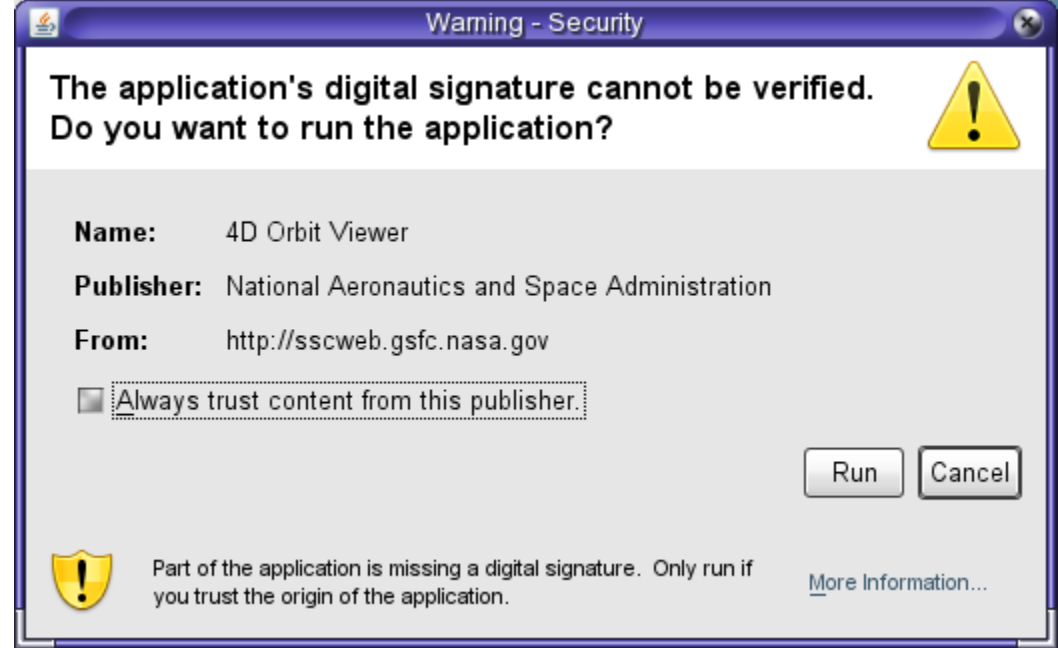 Warning - Security
The application's digital signature cannot be verified.
Do you want to run the application?
Name: 4D Orbit Viewer
Publisher: National Aeronautics and Space Administration
From: http://sscweb.gsfc.nasa.gov
Always trust content from this publisher.
Run Cancel
Part of the application is missing a digital signature. Only run if
you trust the origin of the application.
More Information...